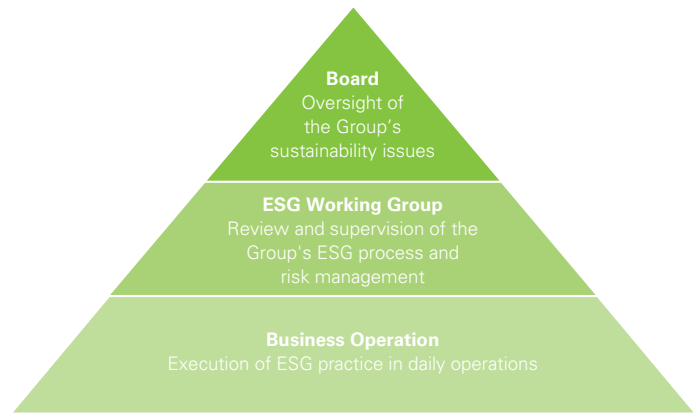 Board
Oversight of
the Group’s
sustainability issues
ESG Working Group
Review and supervision of the
Group's ESG process and
risk management
Business Operation
Execution of ESG practice in daily operations